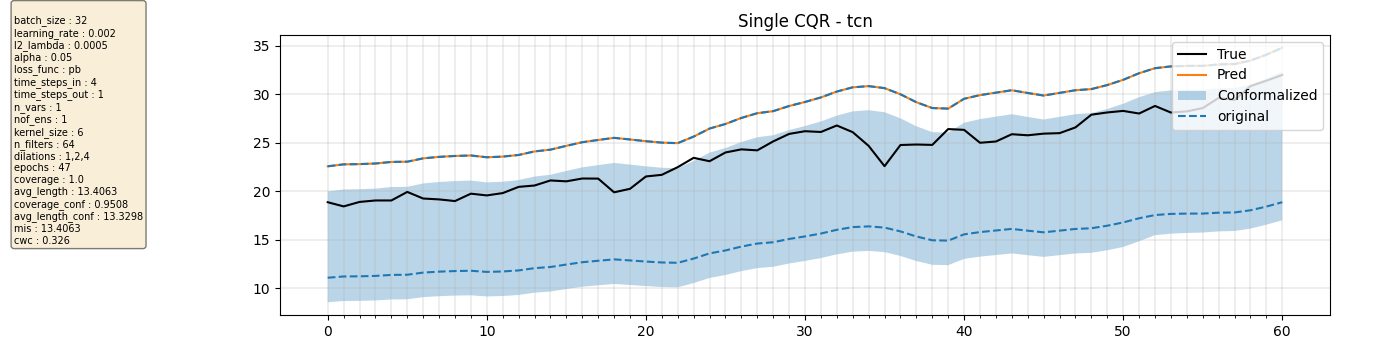 batch_size : 32
learning_rate : 0.002
l2_lambda : 0.0005
alpha : 0.05
loss_func : pb
time_steps_in : 4
time_steps_out : 1
n_vars : 1
nof_ens : 1
kernel_size : 6
n_filters : 64
dilations : 1,2,4
epochs : 47
coverage : 1.0
avg_length : 13.4063
coverage_conf : 0.9508
avg_length_conf : 13.3298
mis : 13.4063
cwc : 0.326
Single CQR - tcn
35
30
25
20
15
10
True
Pred
Conformalized
original
0 10 20 30 40 50 60